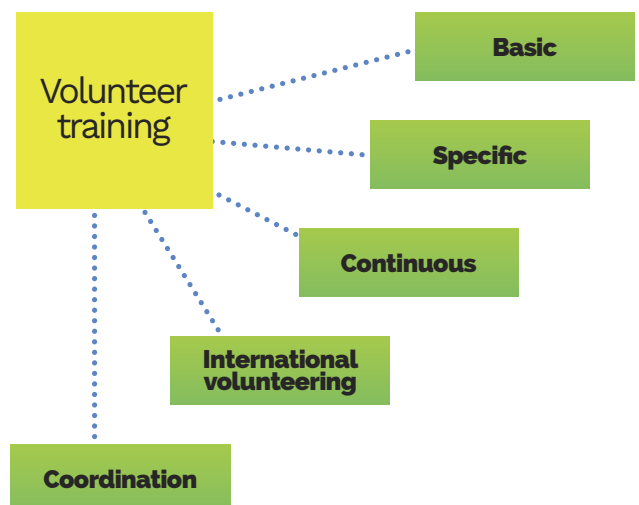 Volunteer
training
Basic
Specific
Continuous
International
volunteering
Coordination